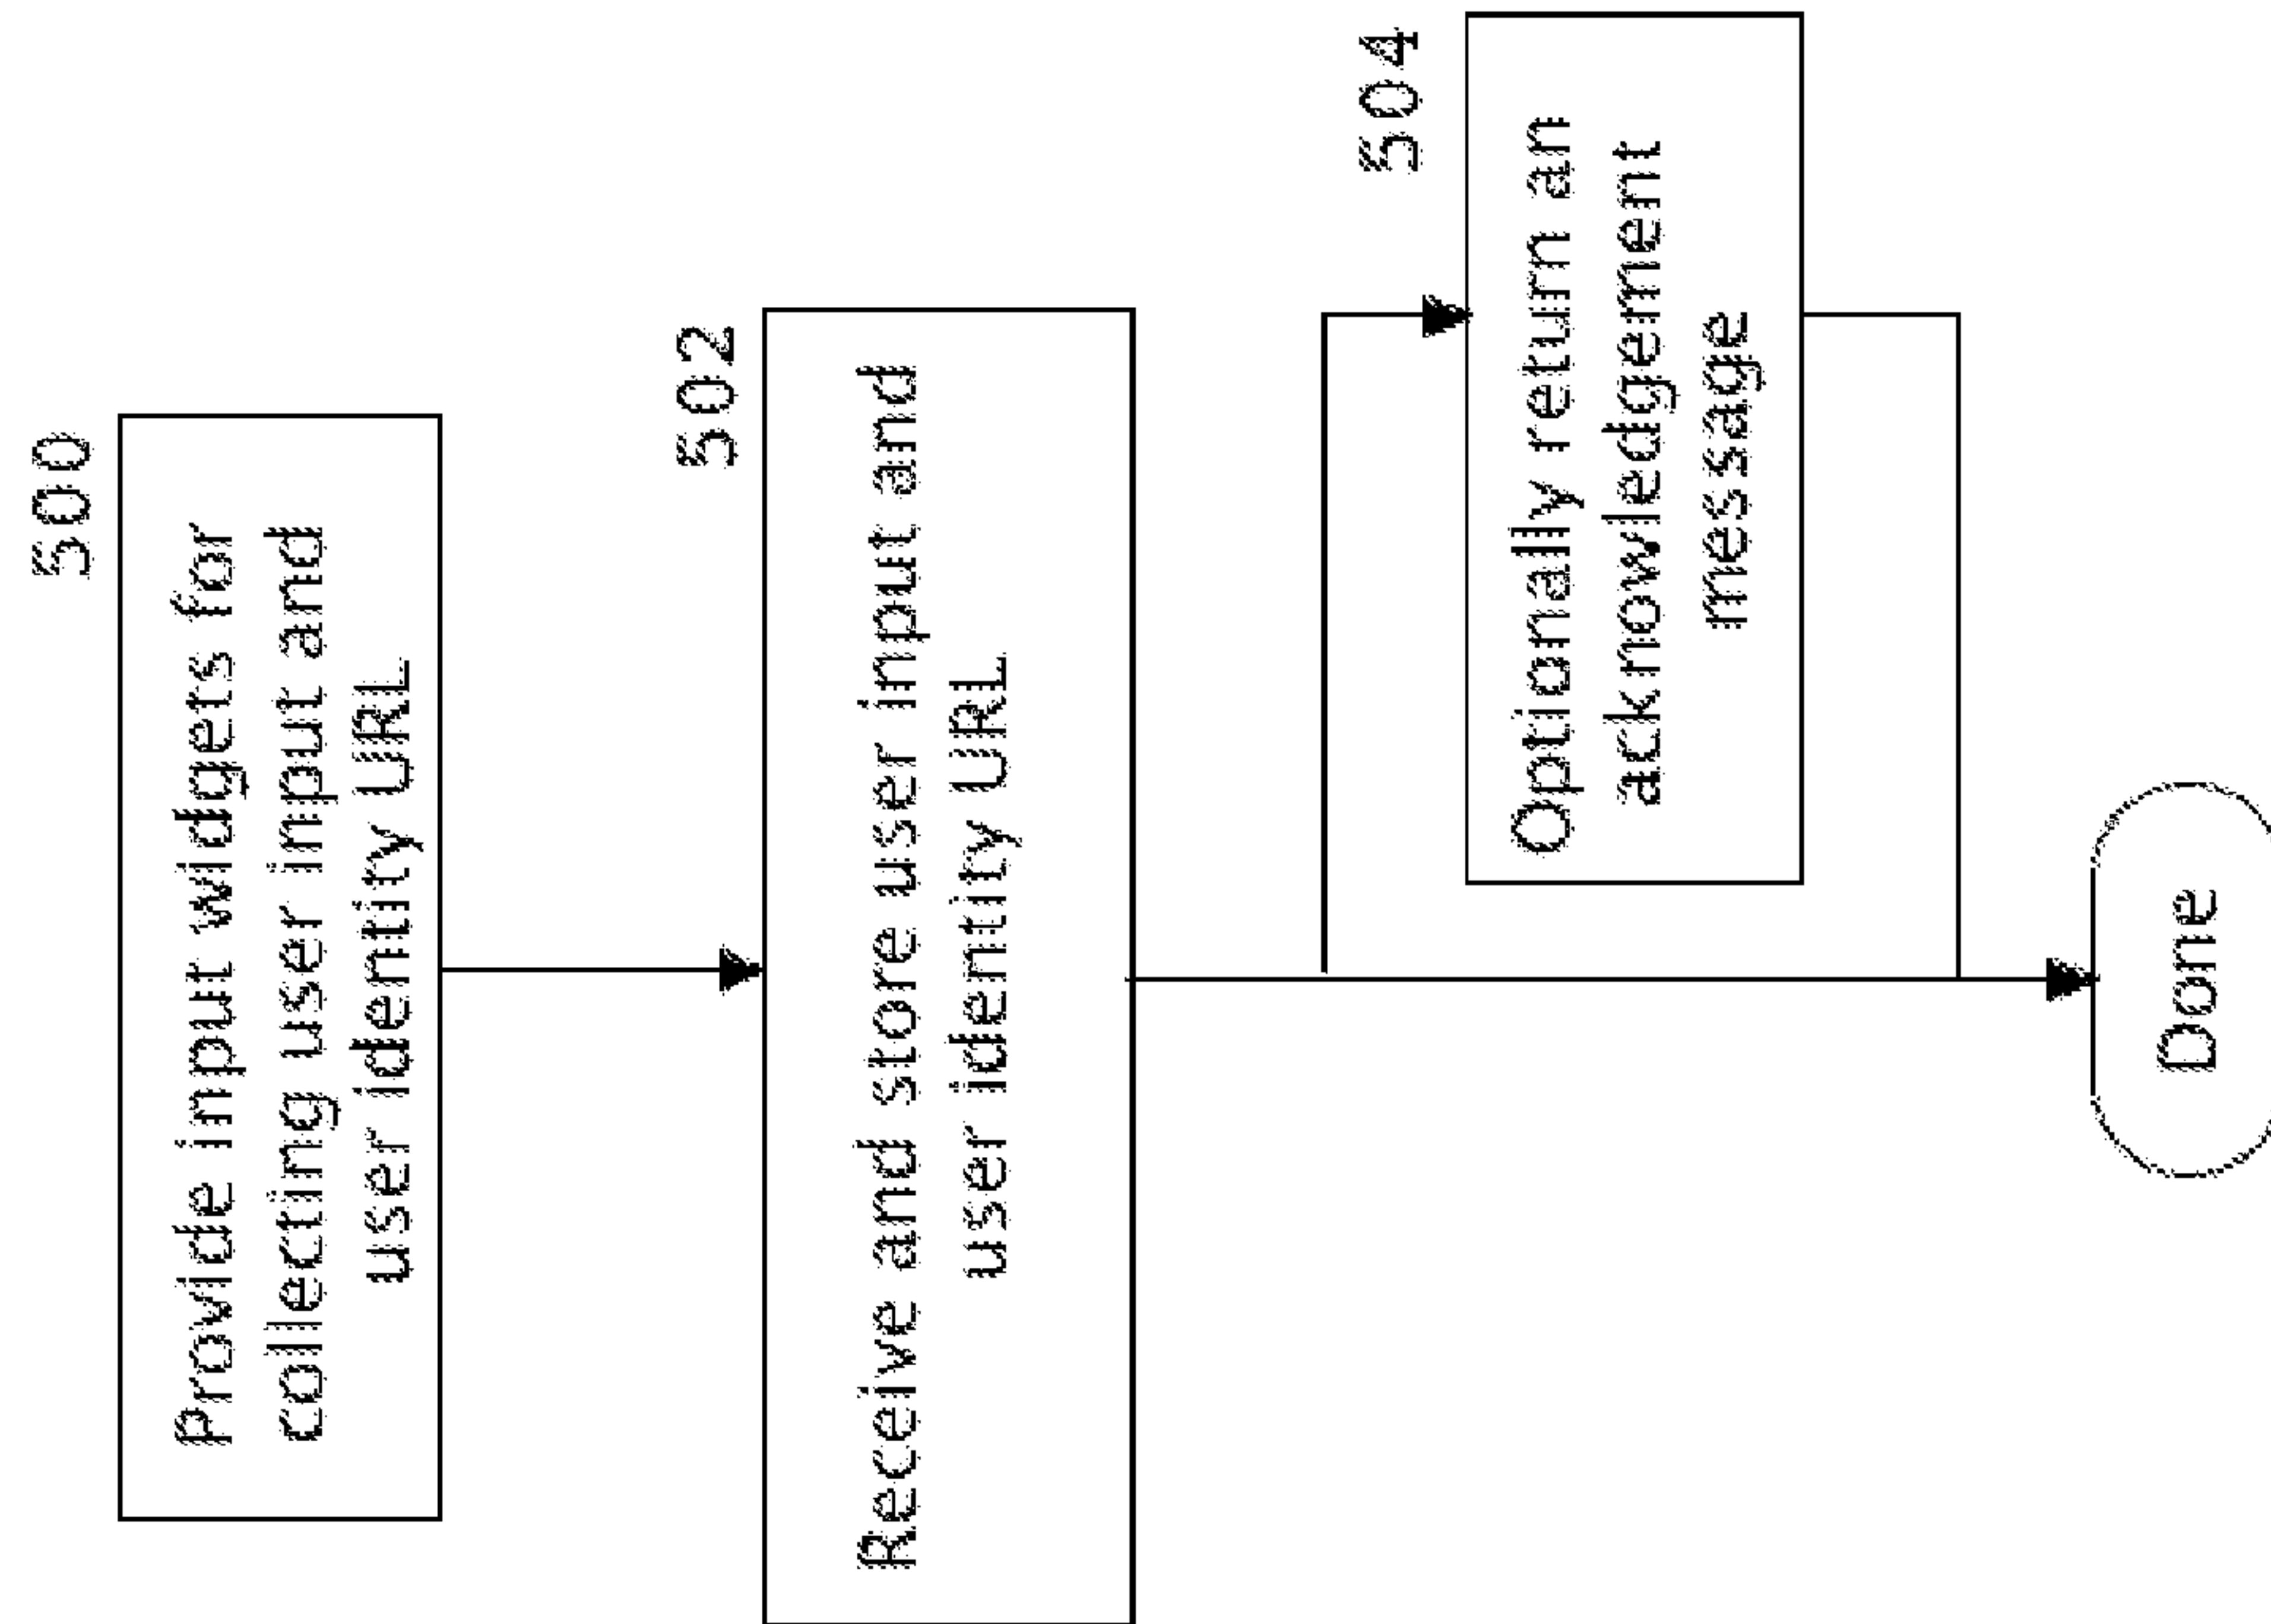 500
Provide input widgets for
collecting user input and
user identity URL
502
Receive and store user input and
user identity URL
504
Optionally return an
acknowledgement
message
Done